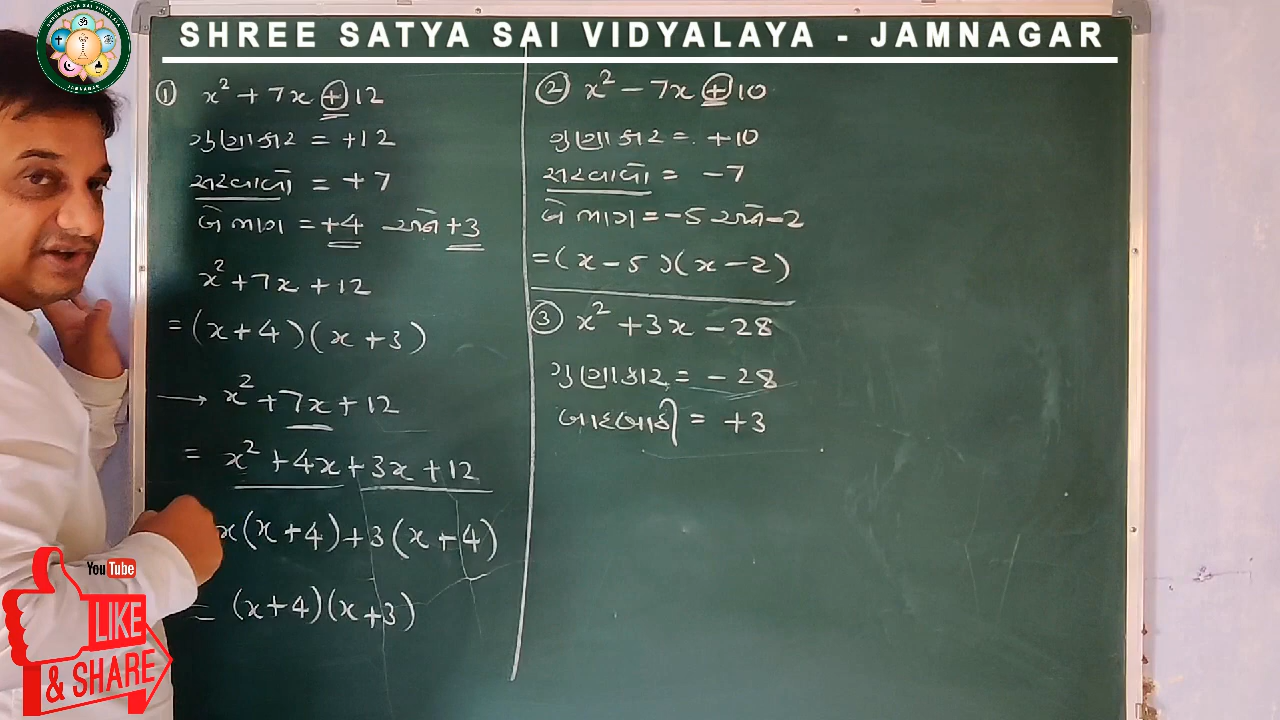 SHREE SATYA SAI VIDYALAYA - JAMNAGAR
① x² + 7x + 12
ગુણાકાર = +12
સરવાળો = +7
બે ભાગ = +4 અને +3
x² + 7x + 12
= (x + 4)(x + 3)
→ x² + 7x + 12
= x² + 4x + 3x + 12
x(x + 4) + 3(x + 4)
= (x + 4)(x + 3)
② x² - 7x + 10
ગુણાકાર = +10
સરવાળો = -7
બે ભાગ = -5 અને -2
= (x - 5)(x - 2)
③ x² + 3x - 28
ગુણાકાર = -28
બાદબાકી = +3
YouTube
LIKE
& SHARE